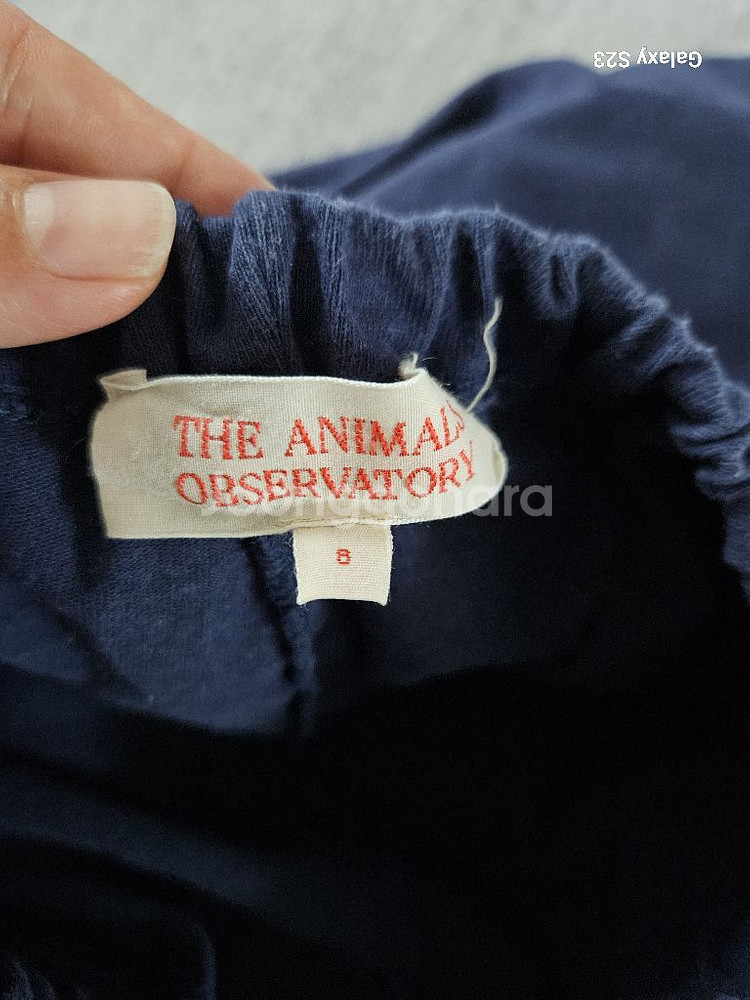 Galaxy S23
THE ANIMALS
OBSERVATORY
8